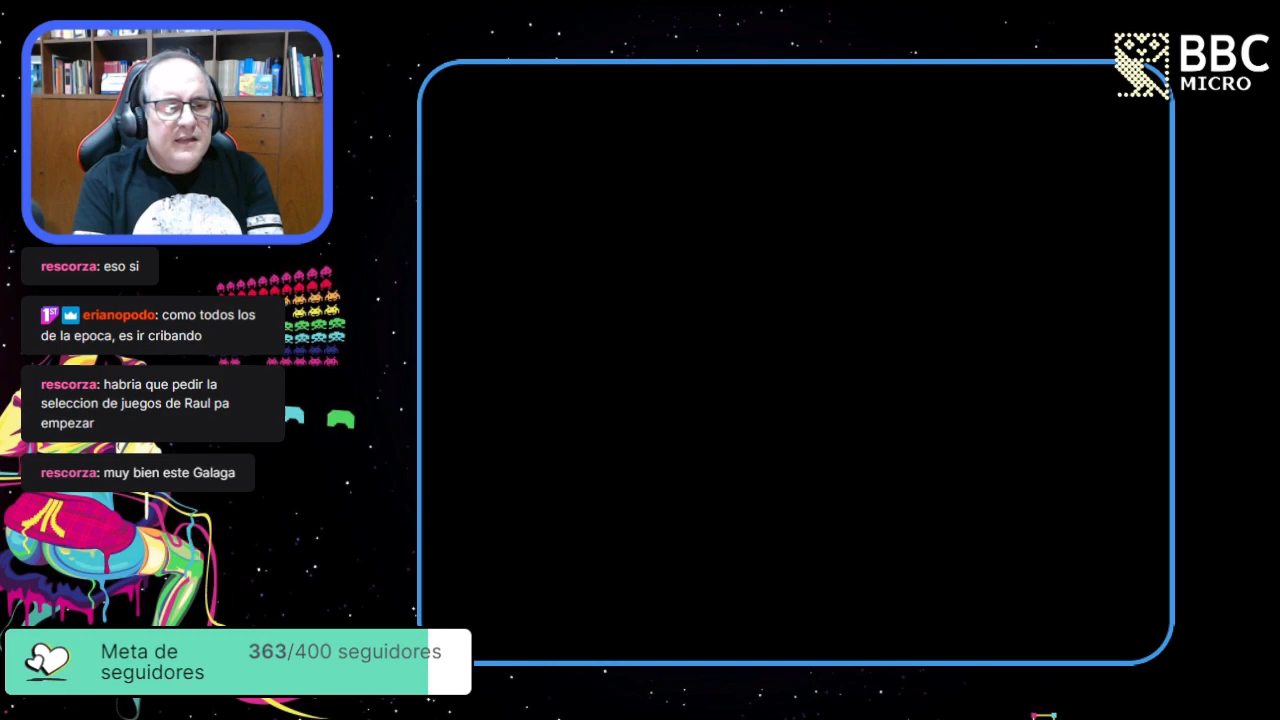 BBC
MICRO
rescorza: eso si
1ST erianopodo: como todos los
de la epoca, es ir cribando
rescorza: habria que pedir la
seleccion de juegos de Raul pa
empezar
rescorza: muy bien este Galaga
Meta de
seguidores
363/400 seguidores